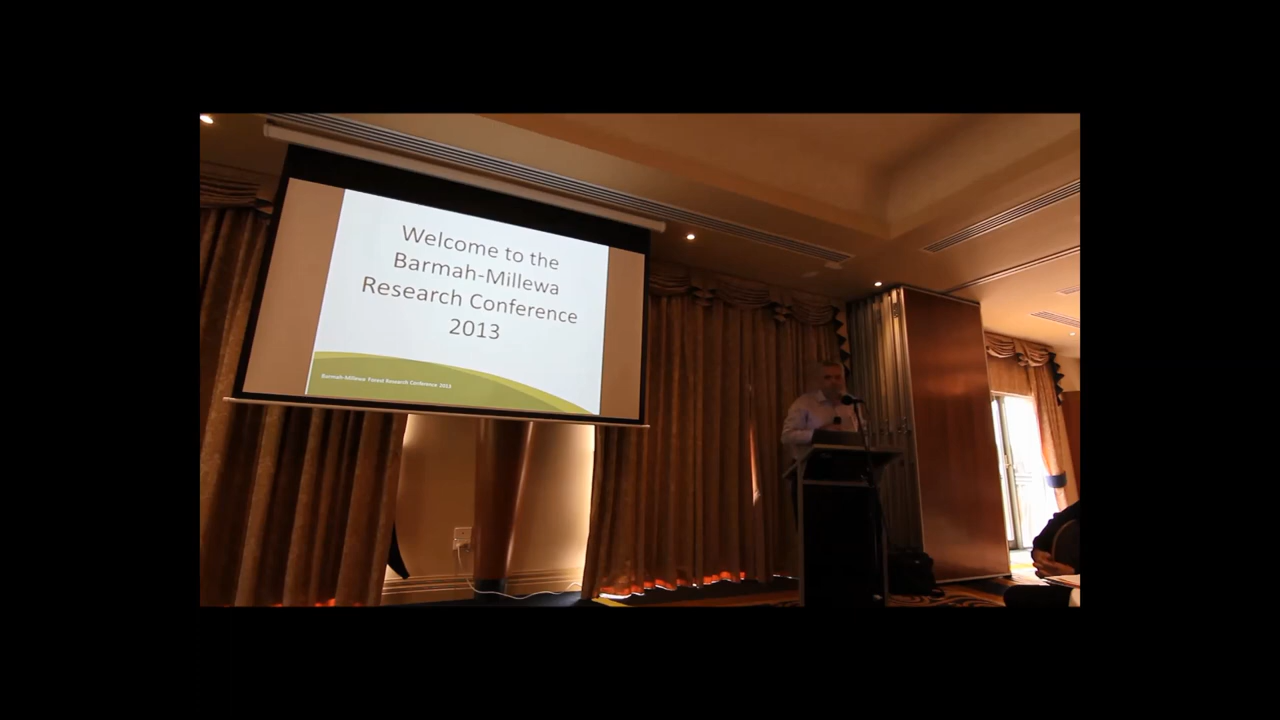 Welcome to the
Barmah-Millewa
Research Conference
2013
Barmah-Millewa Forest Research Conference 2013